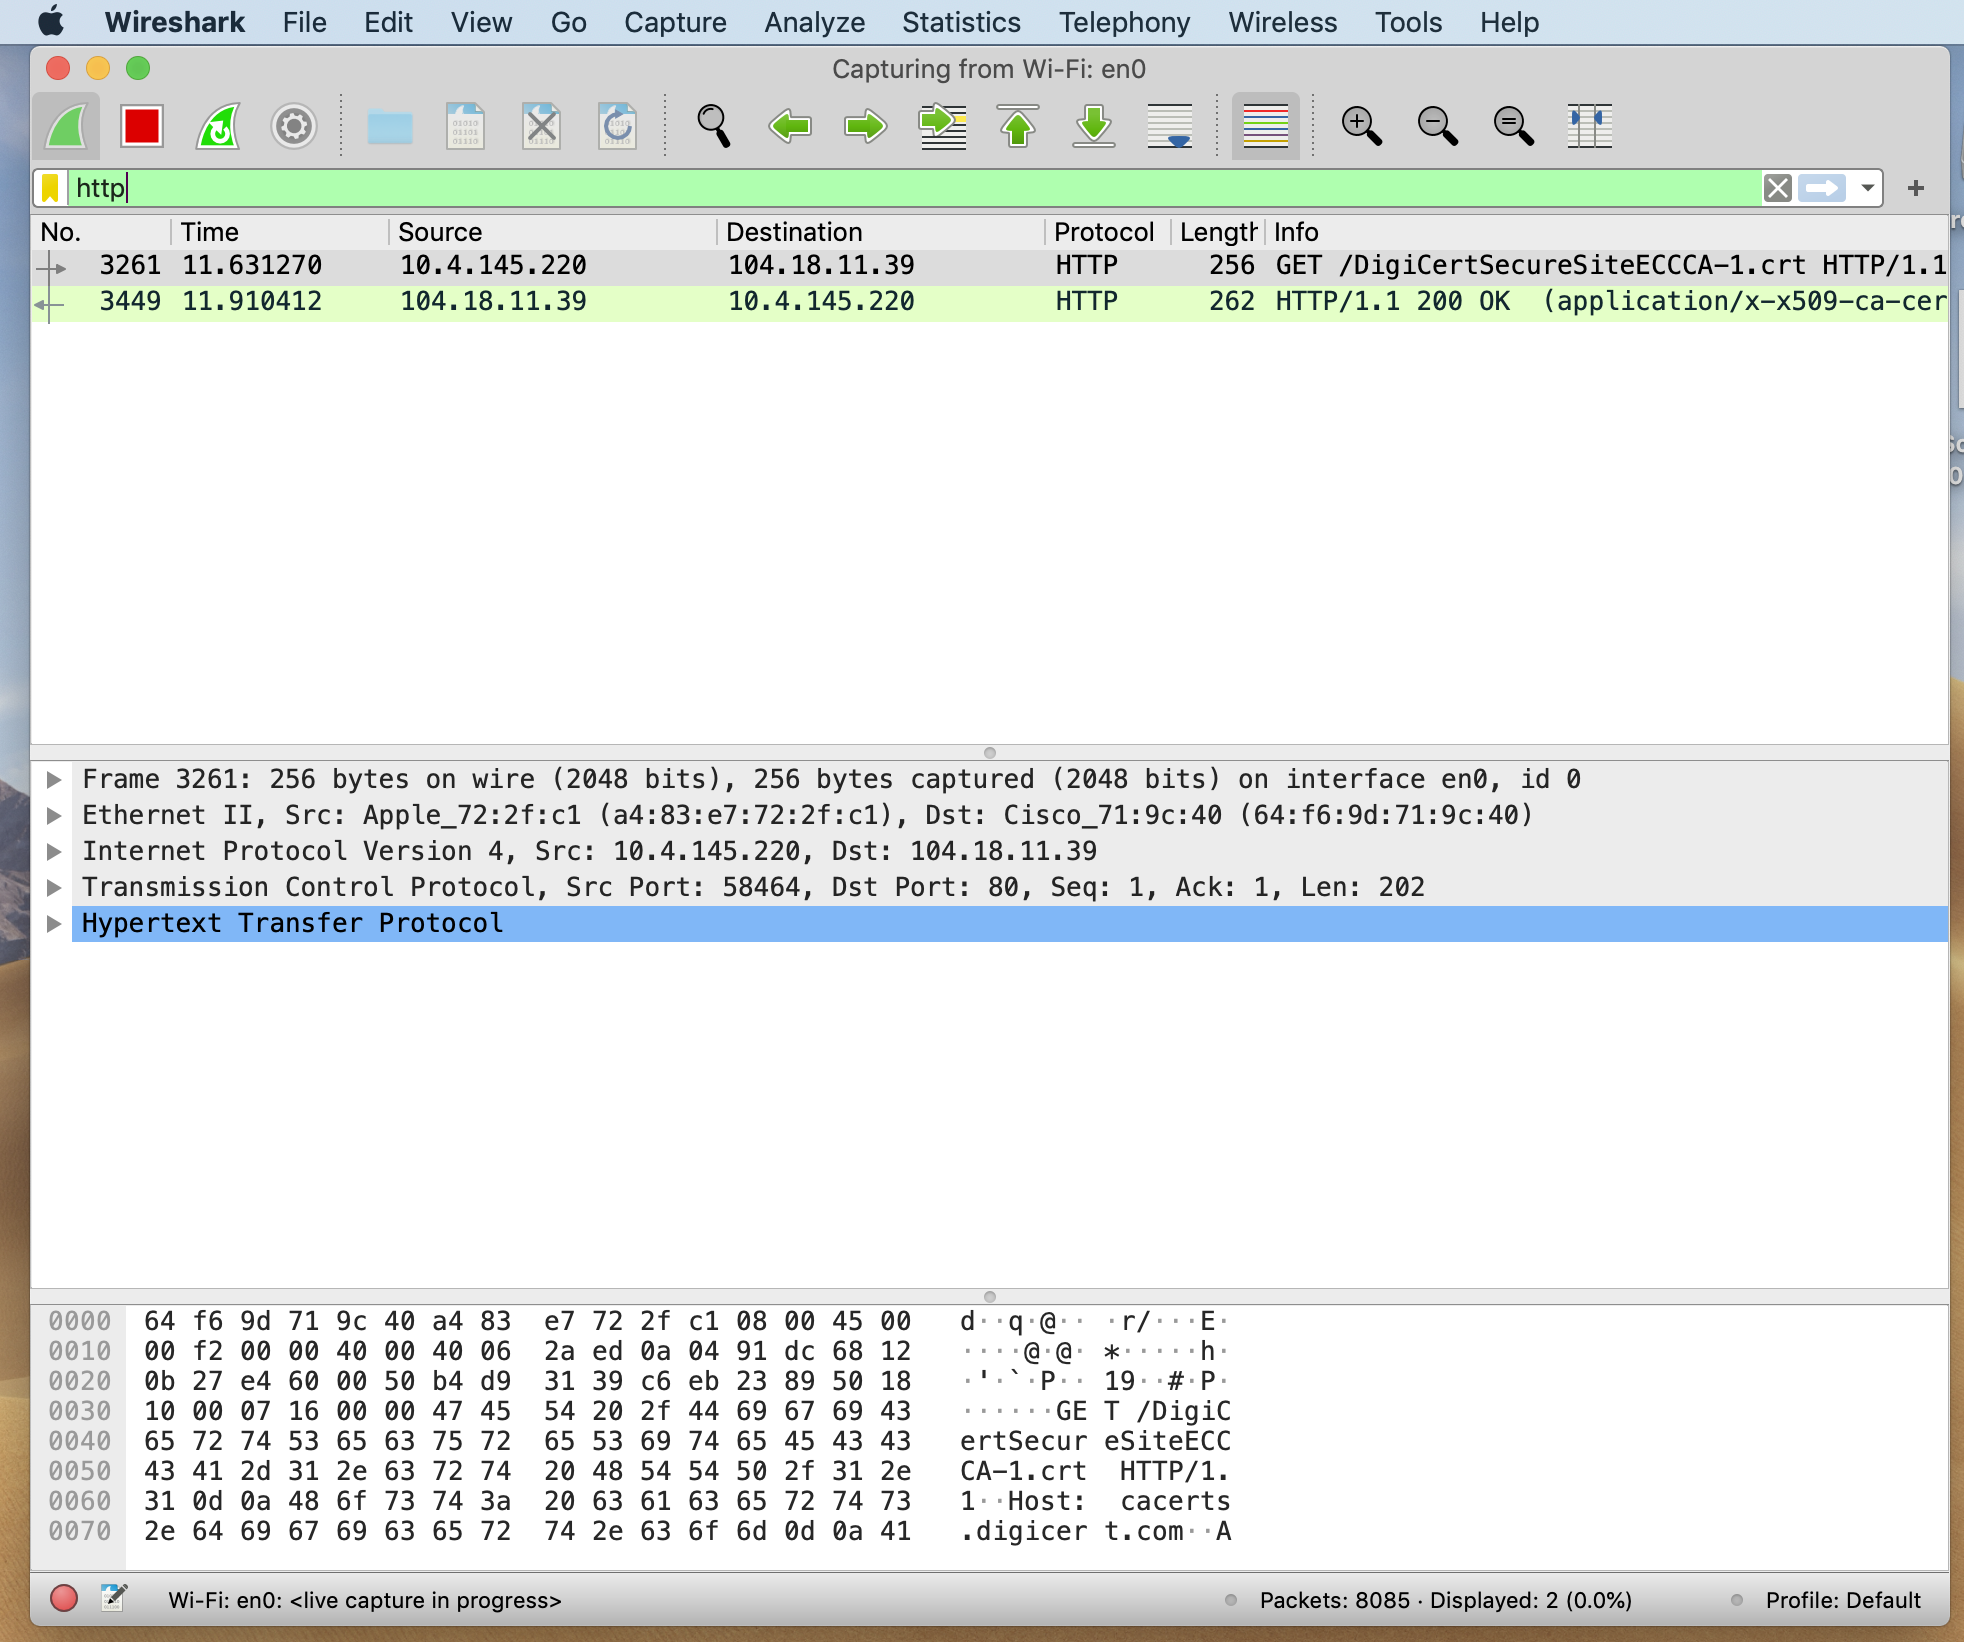 Wireshark File Edit View Go Capture Analyze Statistics Telephony Wireless Tools Help
Capturing from Wi-Fi: en0
http
No. Time Source Destination Protocol Length Info
3261 11.631270 10.4.145.220 104.18.11.39 HTTP 256 GET /DigiCertSecureSiteECCCA-1.crt HTTP/1.1
3449 11.910412 104.18.11.39 10.4.145.220 HTTP 262 HTTP/1.1 200 OK (application/x-x509-ca-cer
Frame 3261: 256 bytes on wire (2048 bits), 256 bytes captured (2048 bits) on interface en0, id 0
Ethernet II, Src: Apple_72:2f:c1 (a4:83:e7:72:2f:c1), Dst: Cisco_71:9c:40 (64:f6:9d:71:9c:40)
Internet Protocol Version 4, Src: 10.4.145.220, Dst: 104.18.11.39
Transmission Control Protocol, Src Port: 58464, Dst Port: 80, Seq: 1, Ack: 1, Len: 202
Hypertext Transfer Protocol
0000 64 f6 9d 71 9c 40 a4 83 e7 72 2f c1 08 00 45 00 d··q·@·· ·r/···E·
0010 00 f2 00 00 40 00 40 06 2a ed 0a 04 91 dc 68 12 ····@·@· *·····h·
0020 0b 27 e4 60 00 50 b4 d9 31 39 c6 eb 23 89 50 18 ·'·`·P·· 19··#·P·
0030 10 00 07 16 00 00 47 45 54 20 2f 44 69 67 69 43 ······GE T /DigiC
0040 65 72 74 53 65 63 75 72 65 53 69 74 65 45 43 43 ertSecur eSiteECC
0050 43 41 2d 31 2e 63 72 74 20 48 54 54 50 2f 31 2e CA-1.crt HTTP/1.
0060 31 0d 0a 48 6f 73 74 3a 20 63 61 63 65 72 74 73 1··Host: cacerts
0070 2e 64 69 67 69 63 65 72 74 2e 63 6f 6d 0d 0a 41 .digicer t.com··A
Wi-Fi: en0: <live capture in progress> Packets: 8085 · Displayed: 2 (0.0%) Profile: Default